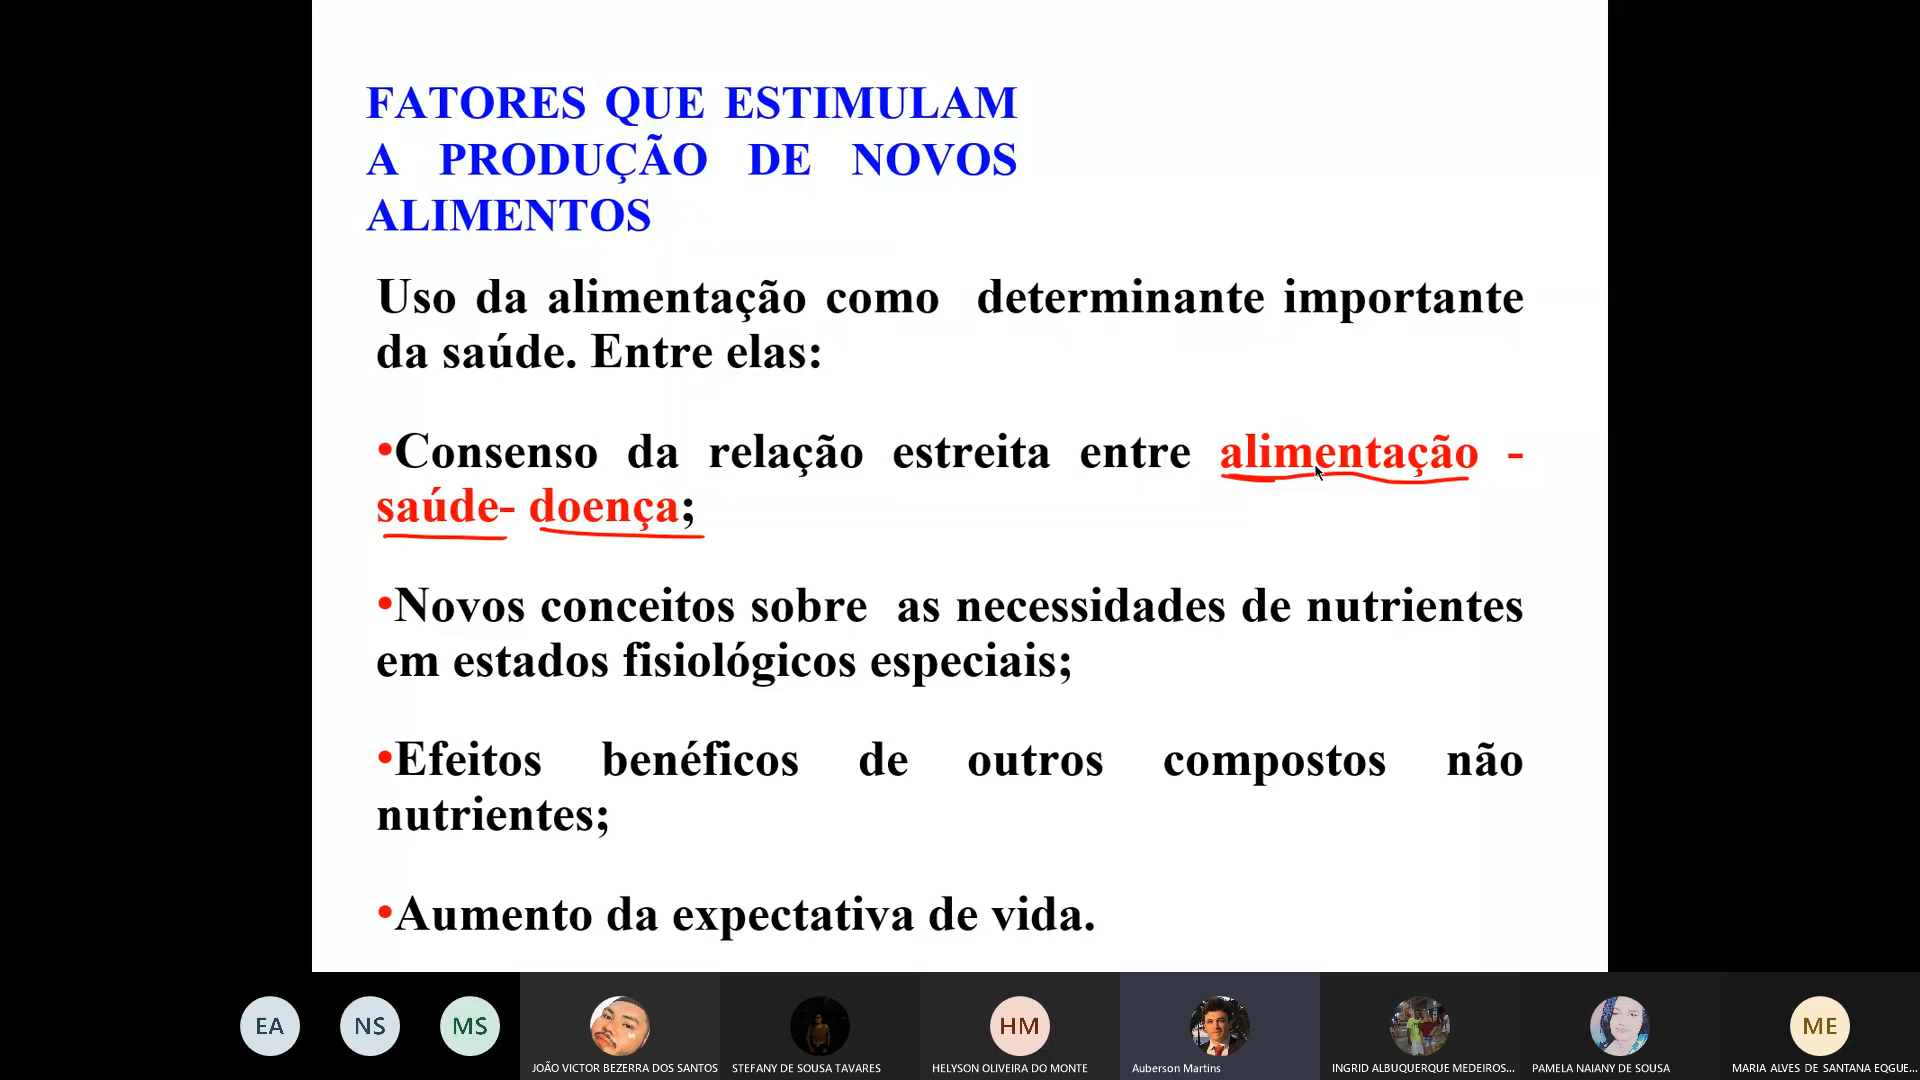 FATORES QUE ESTIMULAM
A PRODUÇÃO DE NOVOS
ALIMENTOS
Uso da alimentação como determinante importante
da saúde. Entre elas:
•Consenso da relação estreita entre alimentação -
saúde- doença;
•Novos conceitos sobre as necessidades de nutrientes
em estados fisiológicos especiais;
•Efeitos benéficos de outros compostos não
nutrientes;
•Aumento da expectativa de vida.
EA NS MS HM ME
JOÃO VICTOR BEZERRA DOS SANTOS STEFANY DE SOUSA TAVARES HELYSON OLIVEIRA DO MONTE Auberson Martins INGRID ALBUQUERQUE MEDEIROS... PAMELA NAIANY DE SOUSA MARIA ALVES DE SANTANA EQGUE...